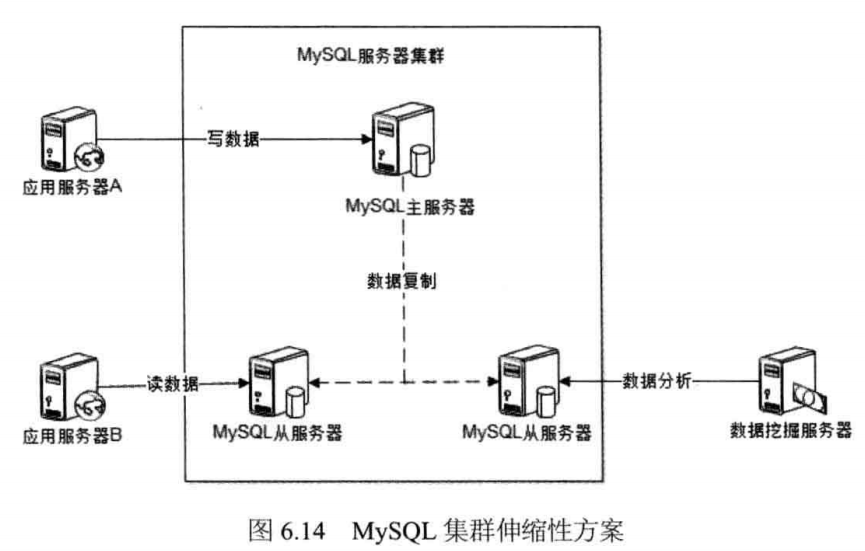 MySQL服务器集群
写数据
应用服务器A
MySQL主服务器
数据复制
读数据
数据分析
应用服务器B
MySQL从服务器
MySQL从服务器
数据挖掘服务器
图 6.14 MySQL 集群伸缩性方案